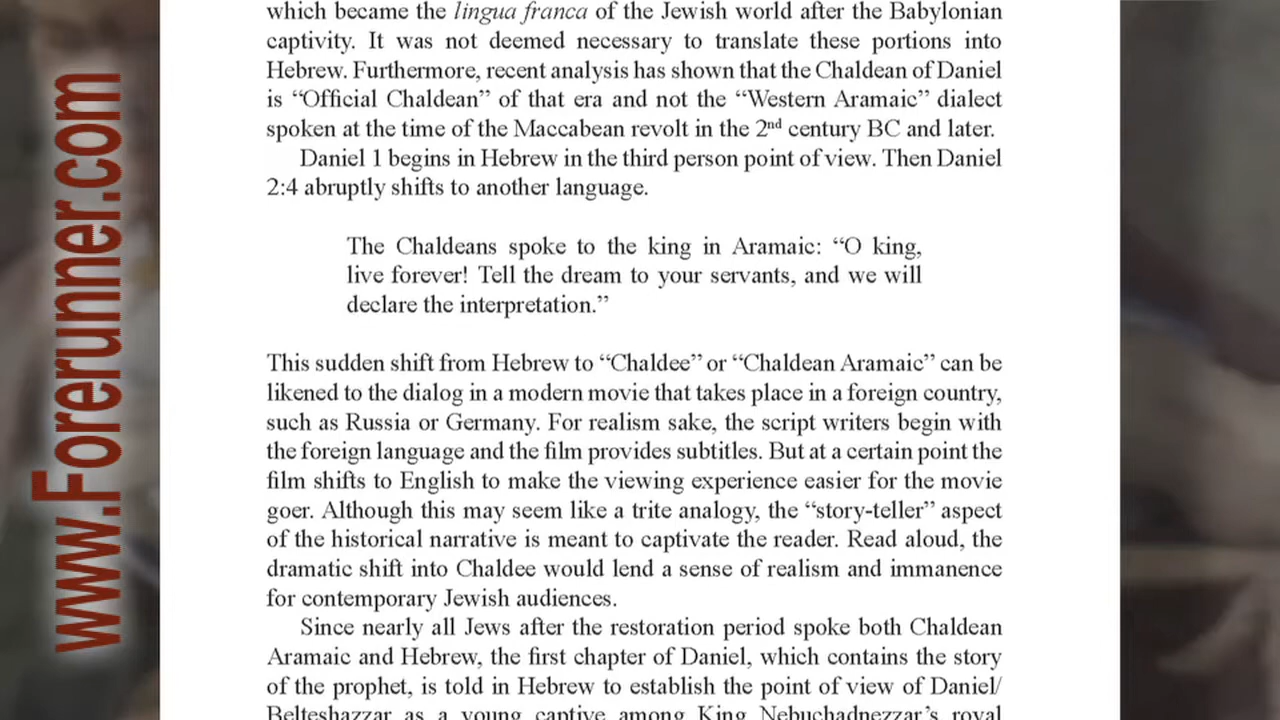 www.Forerunner.com
which became the lingua franca of the Jewish world after the Babylonian
captivity. It was not deemed necessary to translate these portions into
Hebrew. Furthermore, recent analysis has shown that the Chaldean of Daniel
is “Official Chaldean” of that era and not the “Western Aramaic” dialect
spoken at the time of the Maccabean revolt in the 2nd century BC and later.
Daniel 1 begins in Hebrew in the third person point of view. Then Daniel
2:4 abruptly shifts to another language.
The Chaldeans spoke to the king in Aramaic: “O king,
live forever! Tell the dream to your servants, and we will
declare the interpretation.”
This sudden shift from Hebrew to “Chaldee” or “Chaldean Aramaic” can be
likened to the dialog in a modern movie that takes place in a foreign country,
such as Russia or Germany. For realism sake, the script writers begin with
the foreign language and the film provides subtitles. But at a certain point the
film shifts to English to make the viewing experience easier for the movie
goer. Although this may seem like a trite analogy, the “story-teller” aspect
of the historical narrative is meant to captivate the reader. Read aloud, the
dramatic shift into Chaldee would lend a sense of realism and immanence
for contemporary Jewish audiences.
Since nearly all Jews after the restoration period spoke both Chaldean
Aramaic and Hebrew, the first chapter of Daniel, which contains the story
of the prophet, is told in Hebrew to establish the point of view of Daniel/
Belteshazzar as a young captive among King Nebuchadnezzar’s royal